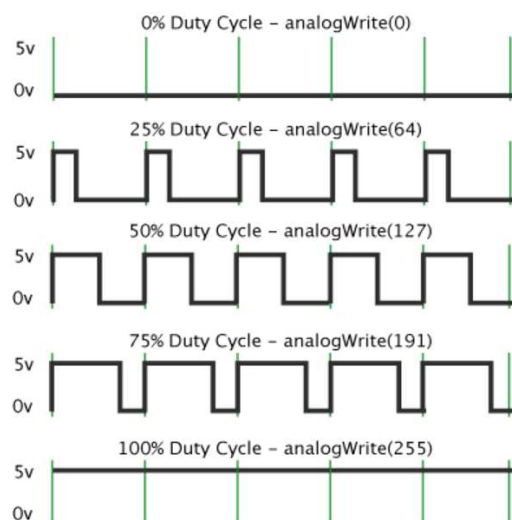 0% Duty Cycle – analogWrite(0)
5v
0v
25% Duty Cycle – analogWrite(64)
5v
0v
50% Duty Cycle – analogWrite(127)
5v
0v
75% Duty Cycle – analogWrite(191)
5v
0v
100% Duty Cycle – analogWrite(255)
5v
0v